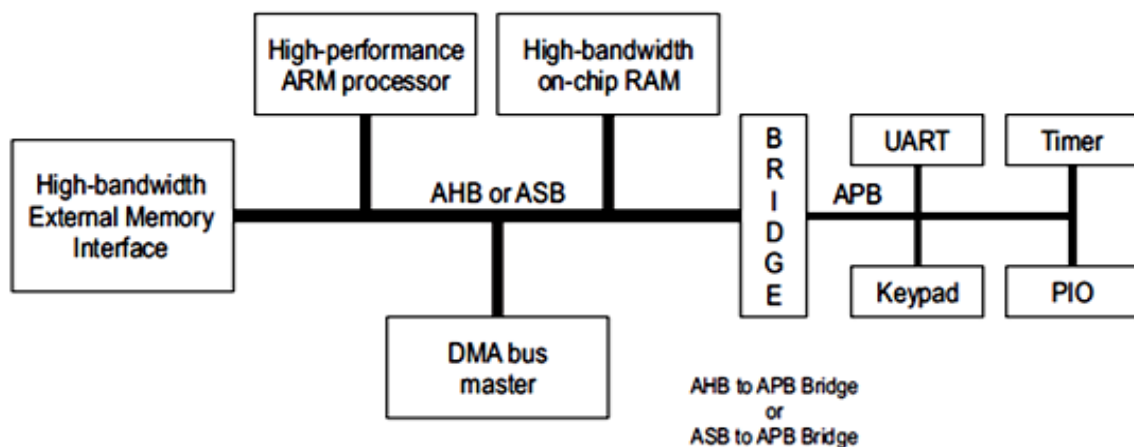 High-performance
ARM processor
High-bandwidth
on-chip RAM
High-bandwidth
External Memory
Interface
AHB or ASB
B
R
I
D
G
E
APB
UART
Timer
Keypad
PIO
DMA bus
master
AHB to APB Bridge
or
ASB to APB Bridge